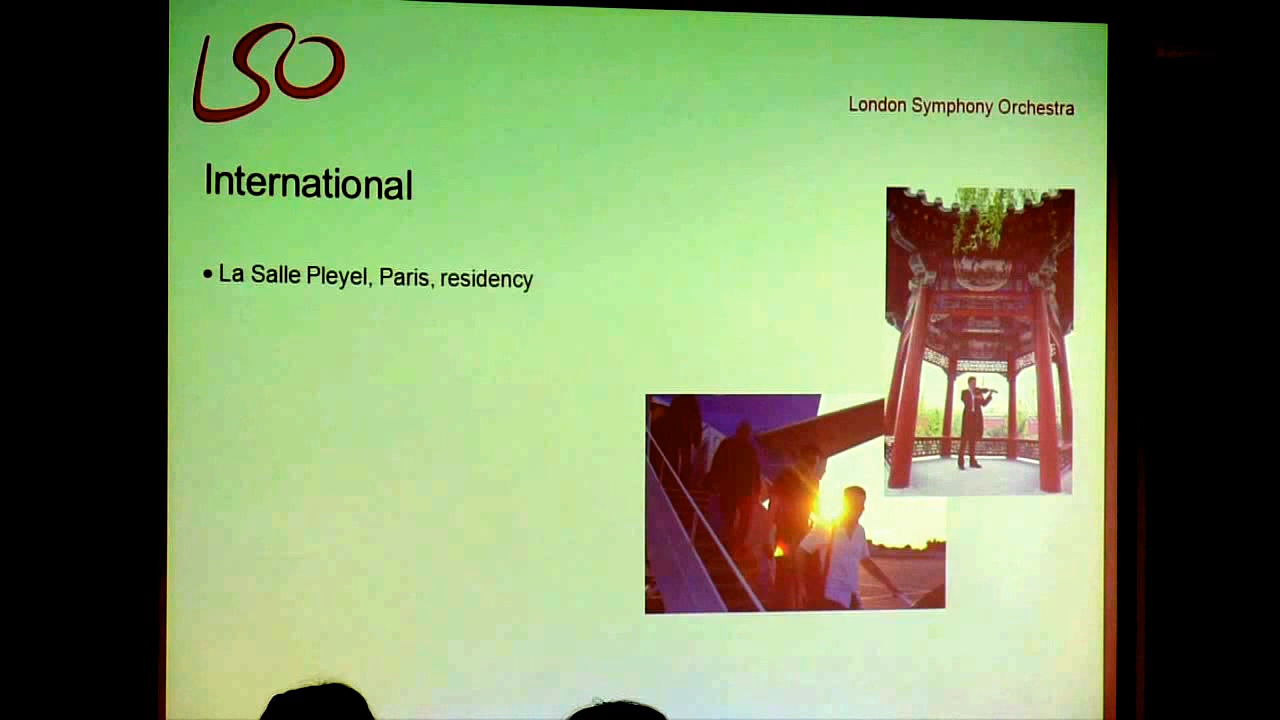 LSO
London Symphony Orchestra
International
• La Salle Pleyel, Paris, residency